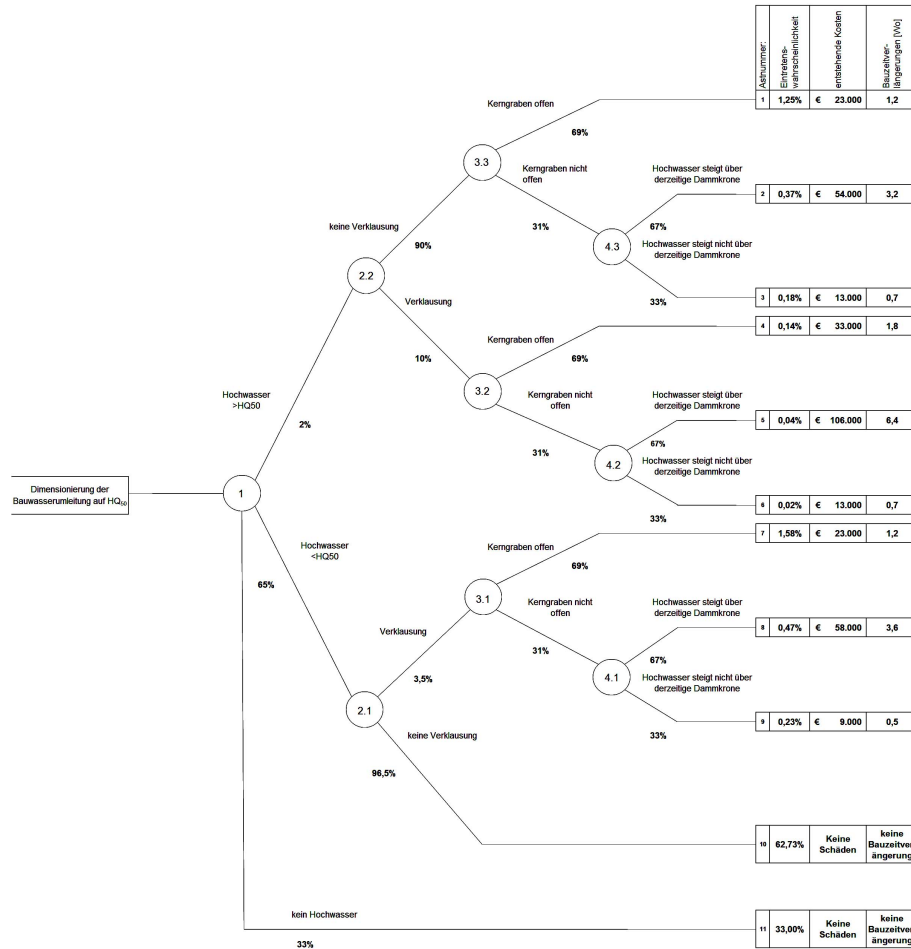 Astnummer:
Eintretens-
wahrscheinlichkeit
entstehende Kosten
Bauzeitver-
längerungen [Wo]
1 1,25% € 23.000 1,2
Kerngraben offen
69%
3.3
Kerngraben nicht
offen
31%
Hochwasser steigt über
derzeitige Dammkrone
67%
2 0,37% € 54.000 3,2
4.3
Hochwasser steigt nicht über
derzeitige Dammkrone
33%
3 0,18% € 13.000 0,7
keine Verklausung
90%
2.2
Verklausung
10%
Kerngraben offen
69%
4 0,14% € 33.000 1,8
3.2
Kerngraben nicht
offen
31%
Hochwasser steigt über
derzeitige Dammkrone
67%
5 0,04% € 106.000 6,4
4.2
Hochwasser steigt nicht über
derzeitige Dammkrone
33%
6 0,02% € 13.000 0,7
Hochwasser
>HQ50
2%
Dimensionierung der
Bauwasserumleitung auf HQ50
1
Hochwasser
<HQ50
65%
Kerngraben offen
69%
7 1,58% € 23.000 1,2
3.1
Kerngraben nicht
offen
31%
Hochwasser steigt über
derzeitige Dammkrone
67%
8 0,47% € 58.000 3,6
4.1
Hochwasser steigt nicht über
derzeitige Dammkrone
33%
9 0,23% € 9.000 0,5
Verklausung
3,5%
2.1
keine Verklausung
96,5%
10 62,73% Keine
Schäden
keine
Bauzeitver
ängerung
kein Hochwasser
33%
11 33,00% Keine
Schäden
keine
Bauzeitver
ängerung